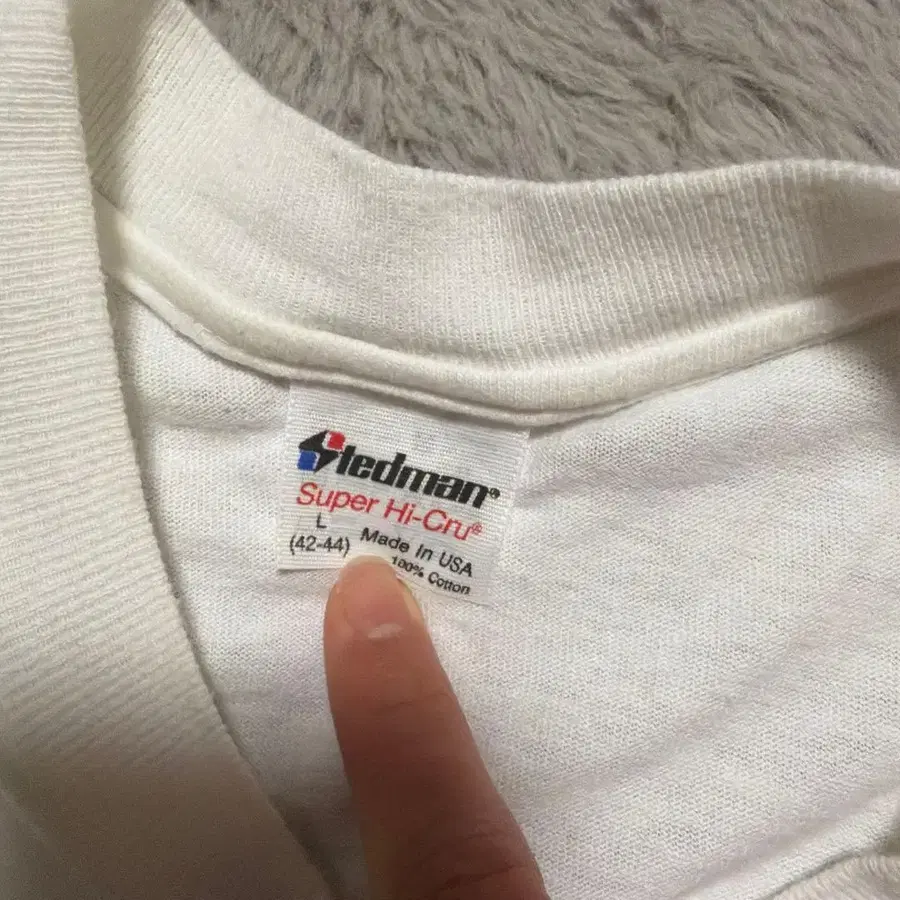 Stedman®
Super Hi-Cru®
L
(42-44) Made In USA
100% Cotton